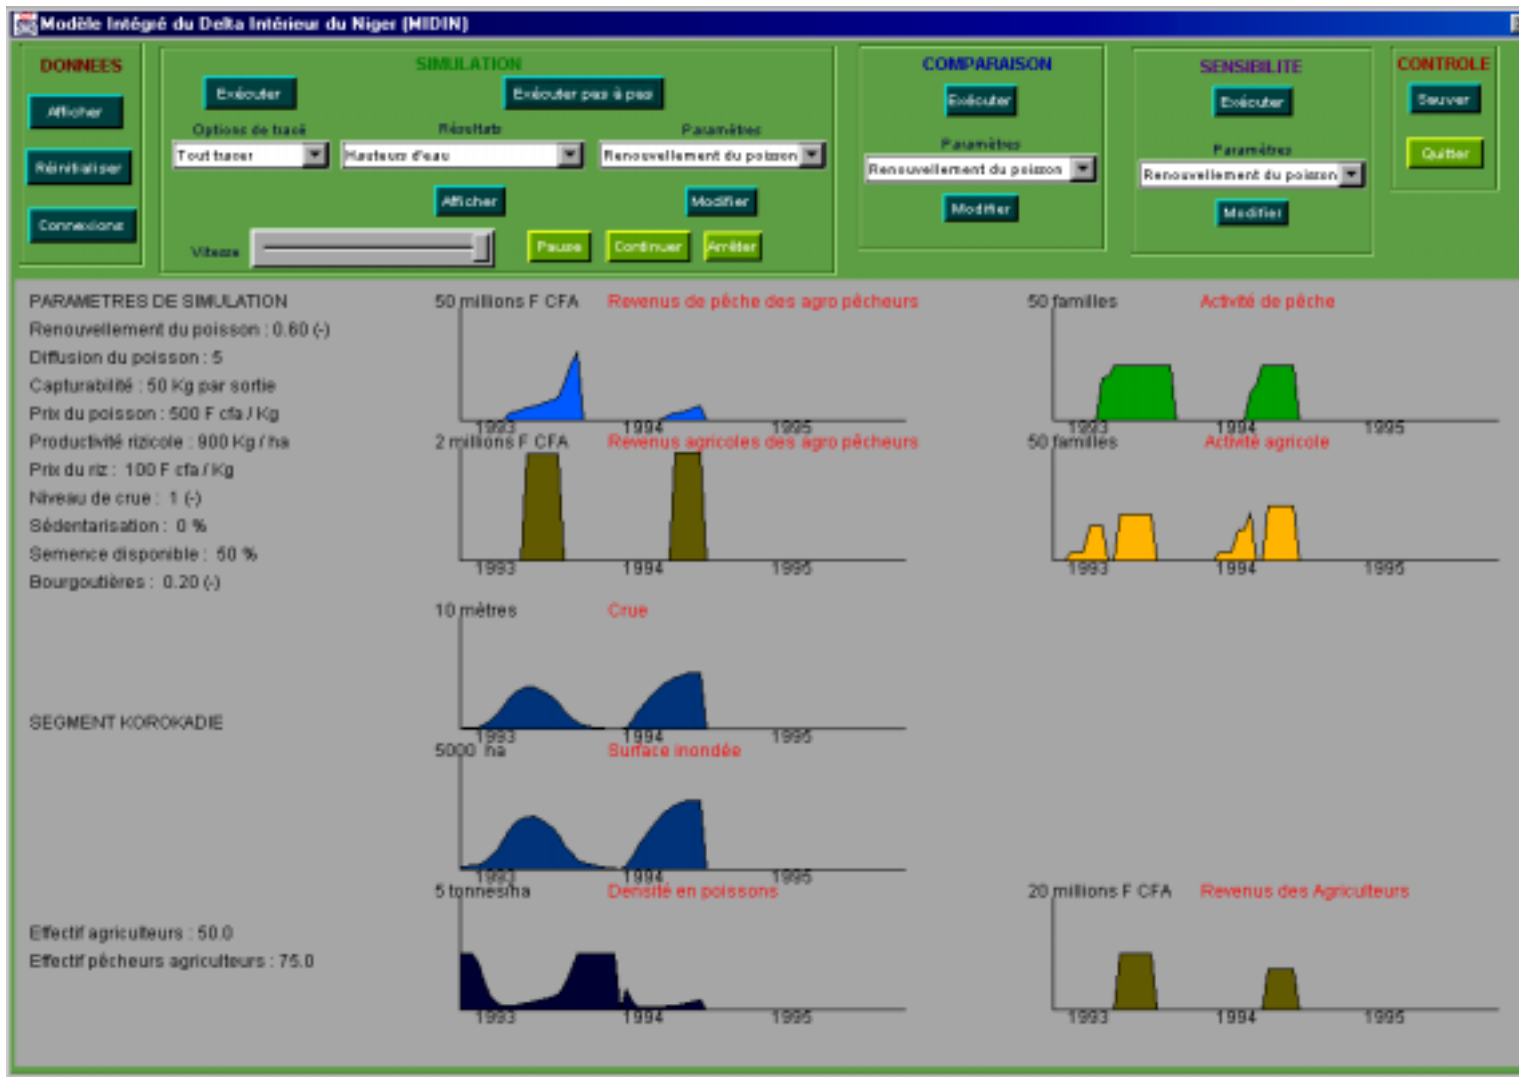 Modèle Intégré du Delta Intérieur du Niger (MIDIN)
DONNEES
Afficher
Réinitialiser
Connexions
SIMULATION
Exécuter
Exécuter pas à pas
Options de tracé
Résultats
Paramètres
Tout tracer
Hauteurs d'eau
Renouvellement du poisson
Afficher
Modifier
Vitesse
Pause
Continuer
Arrêter
COMPARAISON
Exécuter
Paramètres
Renouvellement du poisson
Modifier
SENSIBILITE
Exécuter
Paramètres
Renouvellement du poisson
Modifier
CONTROLE
Sauver
Quitter
PARAMETRES DE SIMULATION
Renouvellement du poisson : 0.60 (-)
Diffusion du poisson : 5
Capturabilité : 50 Kg par sortie
Prix du poisson : 500 F cfa / Kg
Productivité rizicole : 900 Kg / ha
Prix du riz : 100 F cfa / Kg
Niveau de crue : 1 (-)
Sédentarisation : 0 %
Semence disponible : 50 %
Bourgoutières : 0.20 (-)
SEGMENT KOROKADIE
Effectif agriculteurs : 50.0
Effectif pêcheurs agriculteurs : 75.0
50 millions F CFA Revenus de pêche des agro pêcheurs
1993 1994 1995
2 millions F CFA Revenus agricoles des agro pêcheurs
1993 1994 1995
10 mètres Crue
1993 1994 1995
5000 ha Surface inondée
1993 1994 1995
5 tonnes/ha Densité en poissons
1993 1994 1995
50 familles Activité de pêche
1993 1994 1995
50 familles Activité agricole
1993 1994 1995
20 millions F CFA Revenus des Agriculteurs
1993 1994 1995